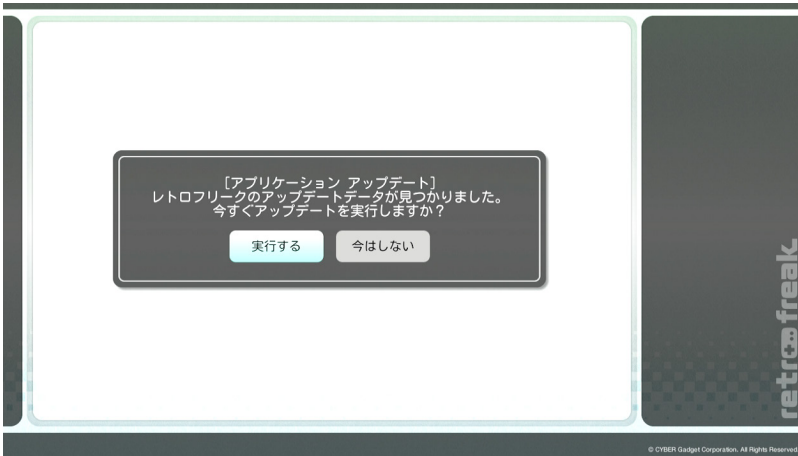 [アプリケーション アップデート]
レトロフリークのアップデートデータが見つかりました。
今すぐアップデートを実行しますか？
実行する
今はしない
retro freak
© CYBER Gadget Corporation. All Rights Reserved.